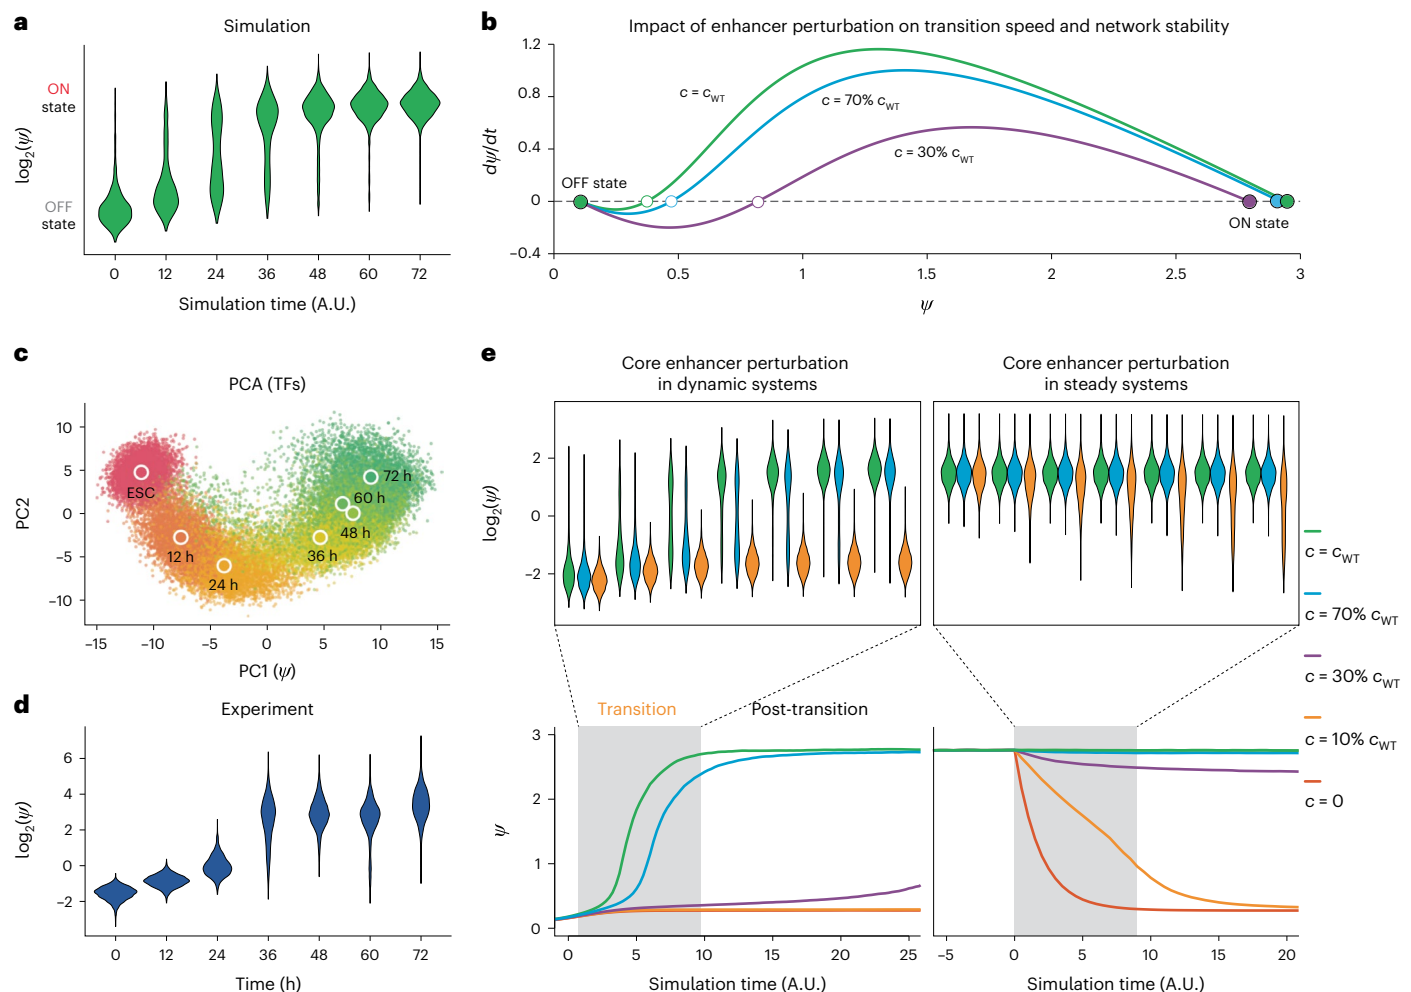 a
Simulation
ON
state
OFF
state
log2(ψ)
0 12 24 36 48 60 72
Simulation time (A.U.)
b
Impact of enhancer perturbation on transition speed and network stability
1.2
0.8
0.4
0
−0.4
dψ/dt
c = cWT
c = 70% cWT
c = 30% cWT
OFF state
ON state
0 0.5 1 1.5 2 2.5 3
ψ
c
PCA (TFs)
10
5
0
−5
−10
PC2
ESC
12 h
24 h
36 h
48 h
60 h
72 h
−15 −10 −5 0 5 10 15
PC1 (ψ)
d
Experiment
6
4
2
0
−2
log2(ψ)
0 12 24 36 48 60 72
Time (h)
e
Core enhancer perturbation
in dynamic systems
Core enhancer perturbation
in steady systems
2
0
−2
log2(ψ)
Transition
Post-transition
3
2
1
0
ψ
0 5 10 15 20 25
Simulation time (A.U.)
−5 0 5 10 15 20
Simulation time (A.U.)
c = cWT
c = 70% cWT
c = 30% cWT
c = 10% cWT
c = 0